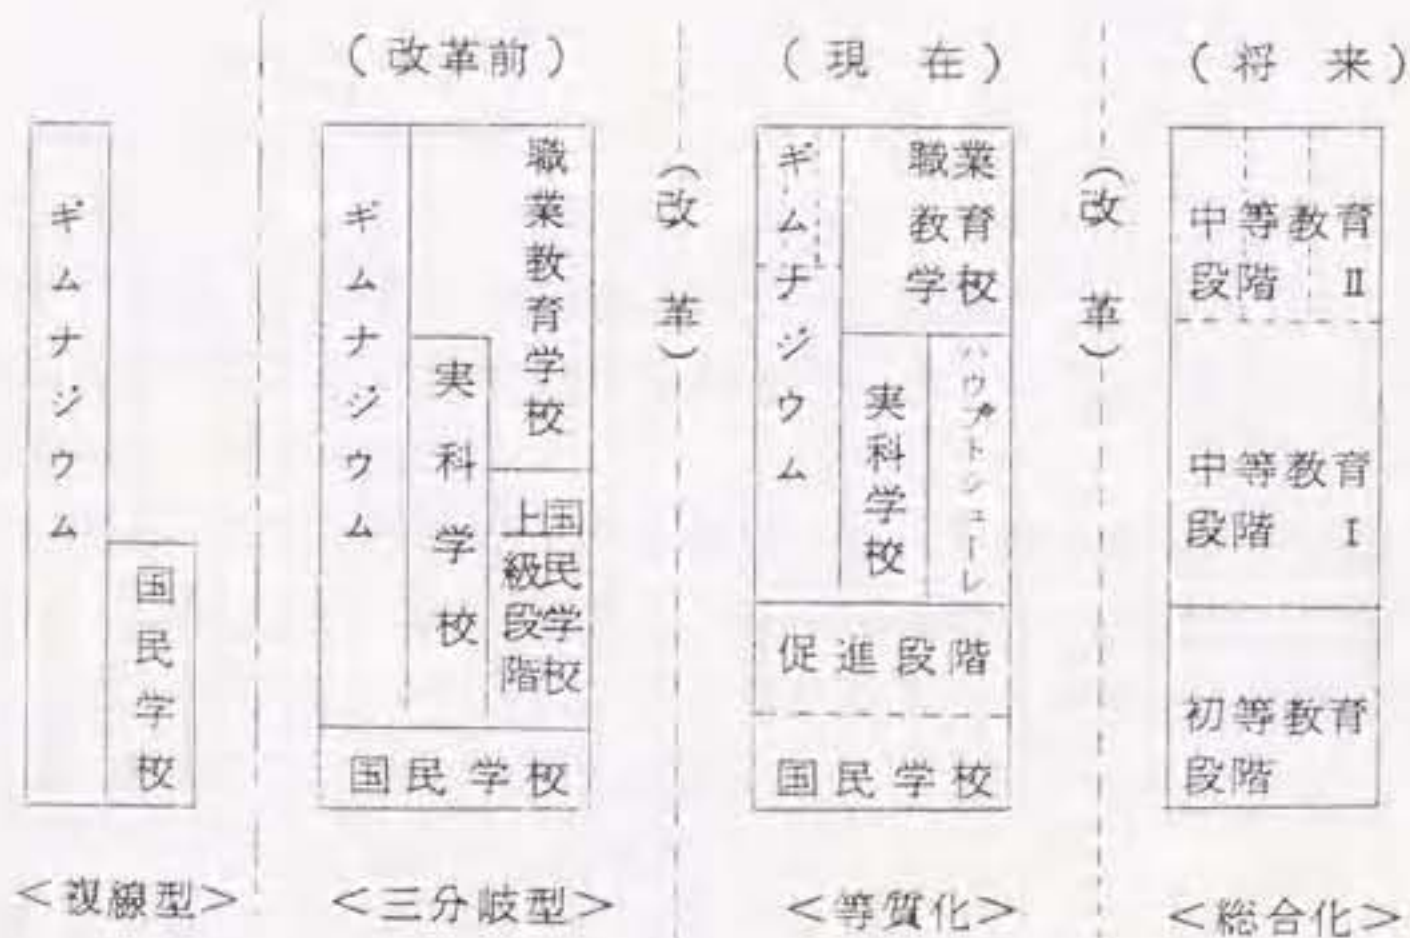 ギムナジウム
国民学校
<複線型>
(改革前)
ギムナジウム
実科学校
職業教育学校
国民学校
上級段階
国民学校
<三分岐型>
(改革)
(現在)
ギムナジウム
職業
教育
学校
実科学校
ハウプトシューレ
促進段階
国民学校
<等質化>
(改革)
(将来)
中等教育
段階 II
中等教育
段階 I
初等教育
段階
<総合化>